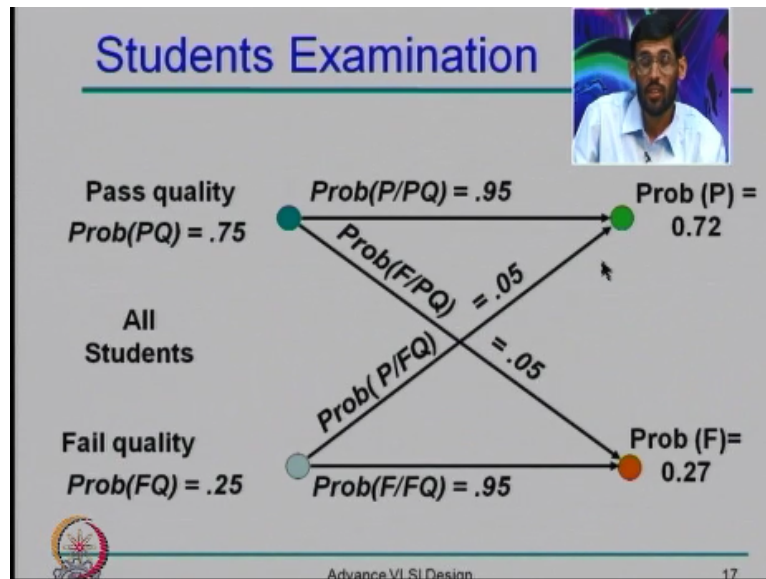 Students Examination
Pass quality
Prob(PQ) = .75
Prob(P/PQ) = .95
Prob (P) =
0.72
Prob(F/PQ) = .05
All
Students
Prob( P/FQ) = .05
Fail quality
Prob(FQ) = .25
Prob(F/FQ) = .95
Prob (F)=
0.27
Advance VLSI Design
17